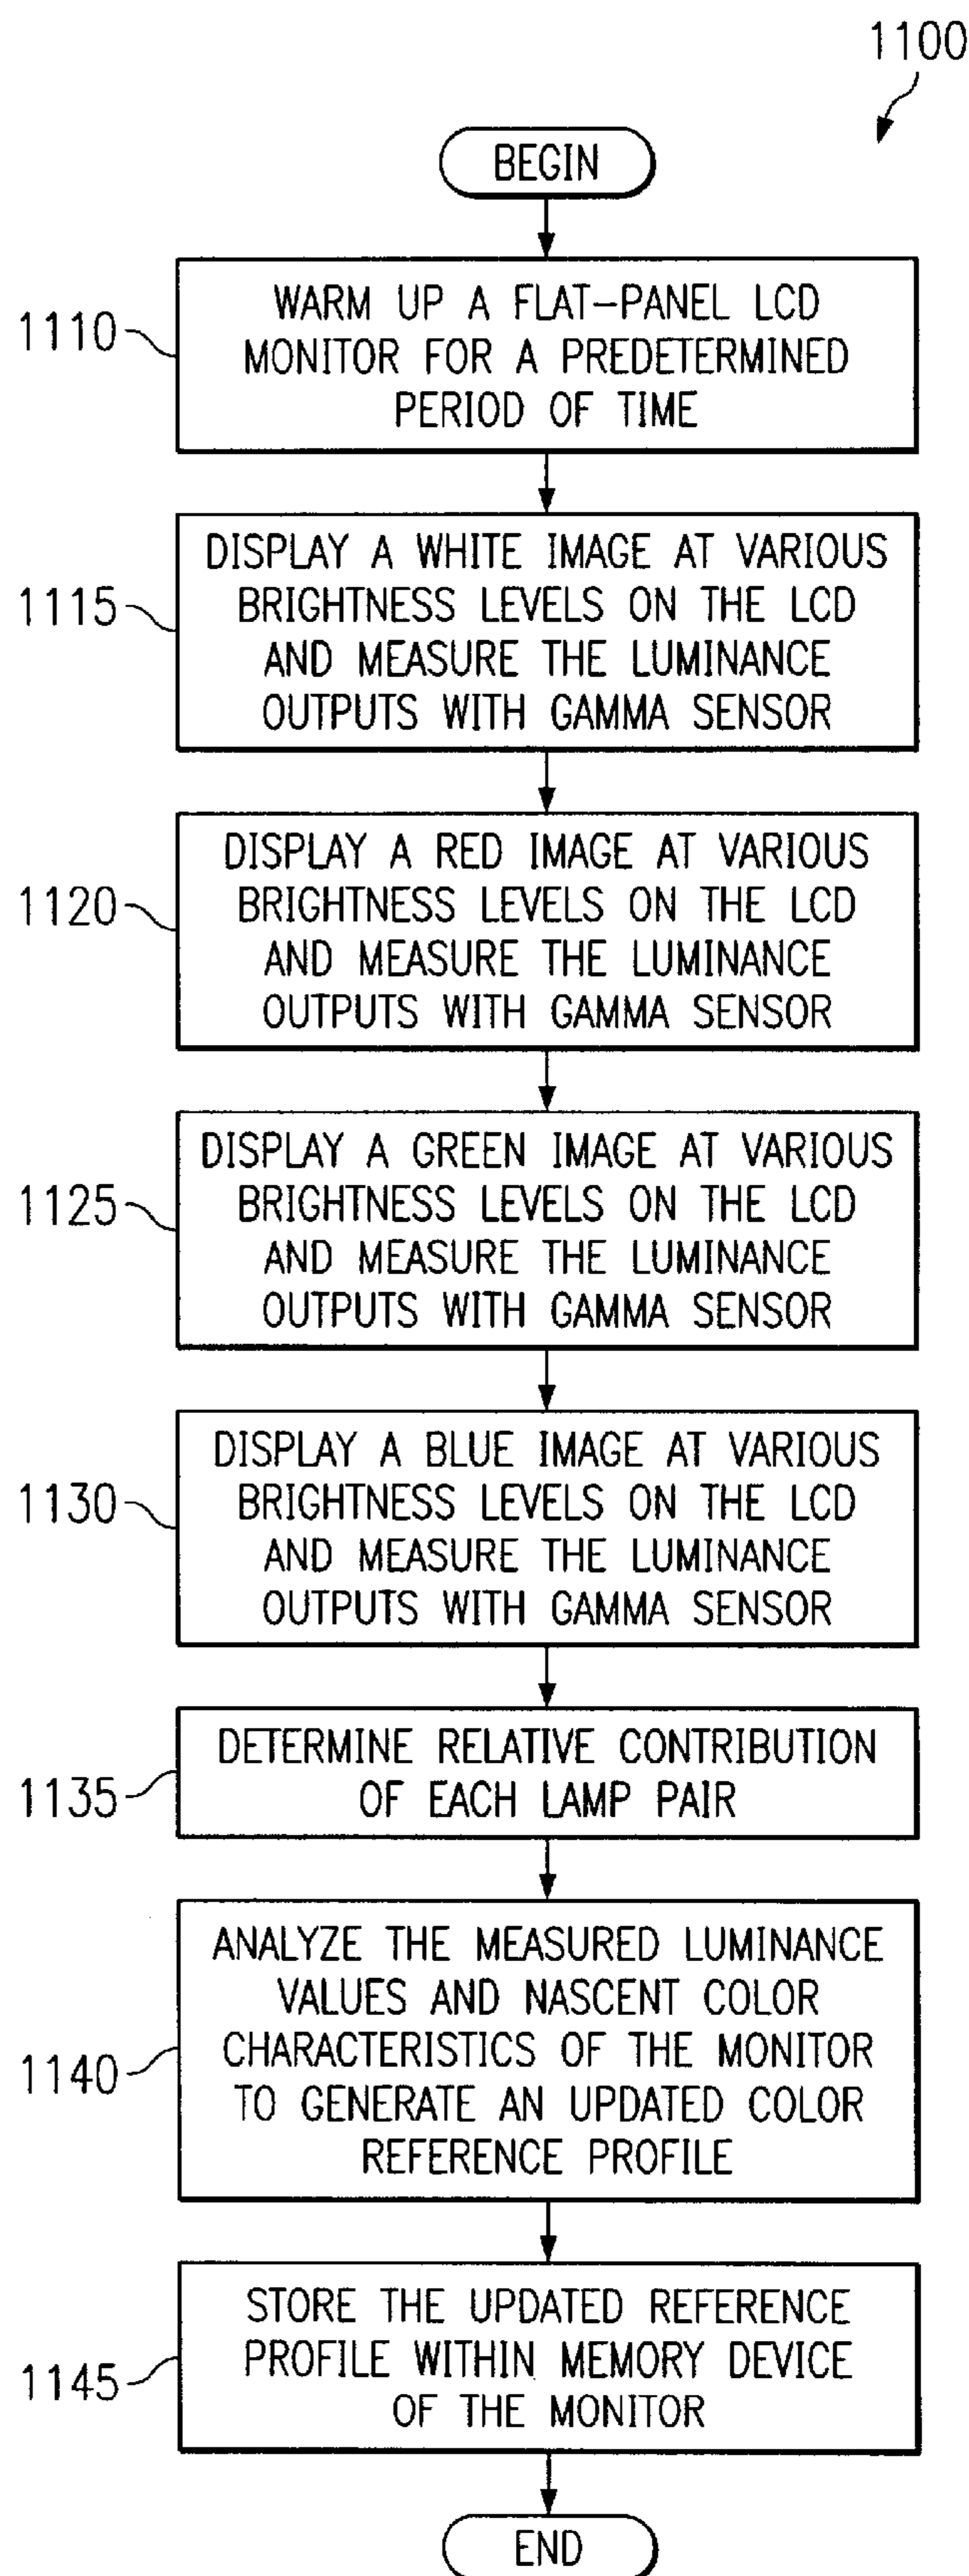 1100
BEGIN
1110
WARM UP A FLAT-PANEL LCD
MONITOR FOR A PREDETERMINED
PERIOD OF TIME
1115
DISPLAY A WHITE IMAGE AT VARIOUS
BRIGHTNESS LEVELS ON THE LCD
AND MEASURE THE LUMINANCE
OUTPUTS WITH GAMMA SENSOR
1120
DISPLAY A RED IMAGE AT VARIOUS
BRIGHTNESS LEVELS ON THE LCD
AND MEASURE THE LUMINANCE
OUTPUTS WITH GAMMA SENSOR
1125
DISPLAY A GREEN IMAGE AT VARIOUS
BRIGHTNESS LEVELS ON THE LCD
AND MEASURE THE LUMINANCE
OUTPUTS WITH GAMMA SENSOR
1130
DISPLAY A BLUE IMAGE AT VARIOUS
BRIGHTNESS LEVELS ON THE LCD
AND MEASURE THE LUMINANCE
OUTPUTS WITH GAMMA SENSOR
1135
DETERMINE RELATIVE CONTRIBUTION
OF EACH LAMP PAIR
1140
ANALYZE THE MEASURED LUMINANCE
VALUES AND NASCENT COLOR
CHARACTERISTICS OF THE MONITOR
TO GENERATE AN UPDATED COLOR
REFERENCE PROFILE
1145
STORE THE UPDATED REFERENCE
PROFILE WITHIN MEMORY DEVICE
OF THE MONITOR
END